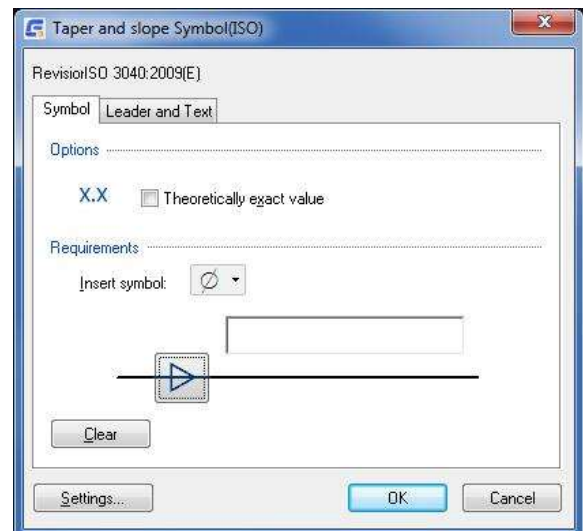 Taper and slope Symbol(ISO)
RevisiorISO 3040:2009(E)
Symbol Leader and Text
Options
X.X Theoretically exact value
Requirements
Insert symbol: ∅
Clear
Settings... OK Cancel